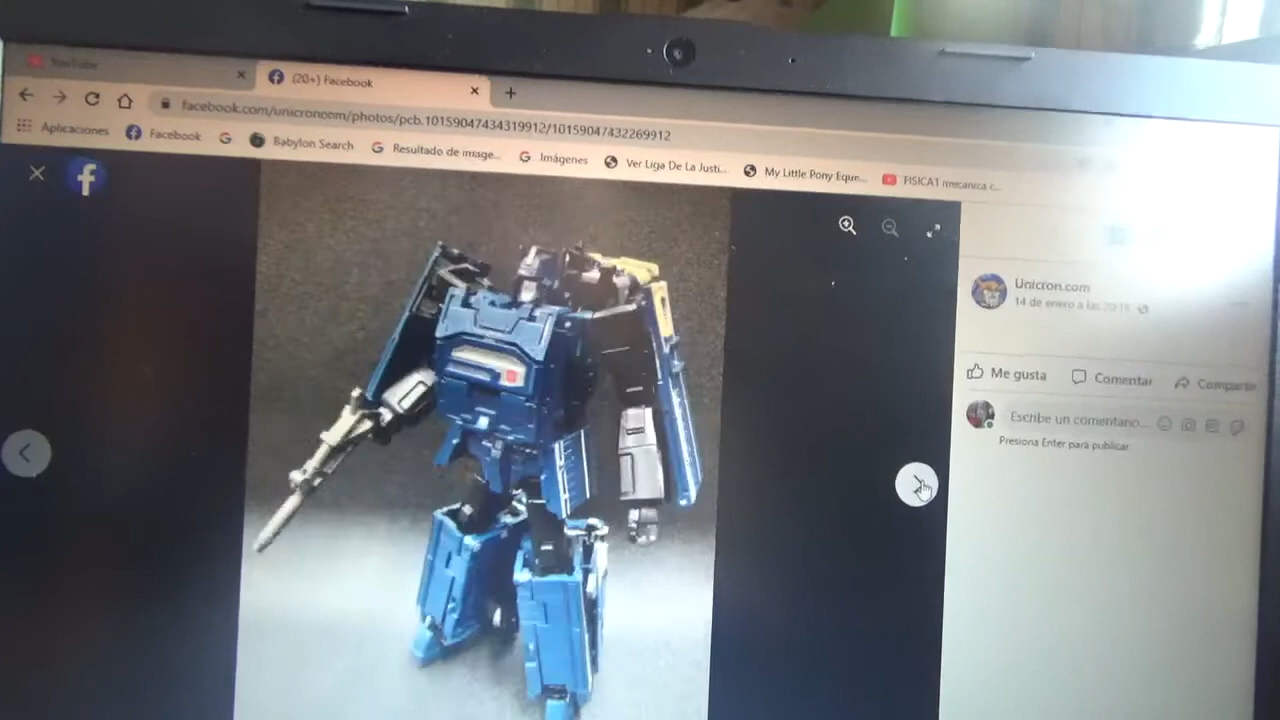 YouTube
(20+) Facebook
facebook.com/unicroncom/photos/pcb.10159047434319912/10159047432269912
Aplicaciones Facebook Babylon Search Resultado de image... Imágenes Ver Liga De La Justi... My Little Pony Eque... FISICA1 mecanica c...
Unicron.com
14 de enero a las 20:18
Me gusta Comentar Compartir
Escribe un comentario...
Presiona Enter para publicar.